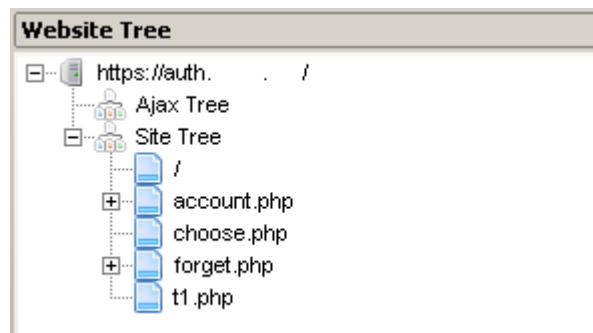 Website Tree
https://auth. . /
Ajax Tree
Site Tree
/
account.php
choose.php
forget.php
t1.php